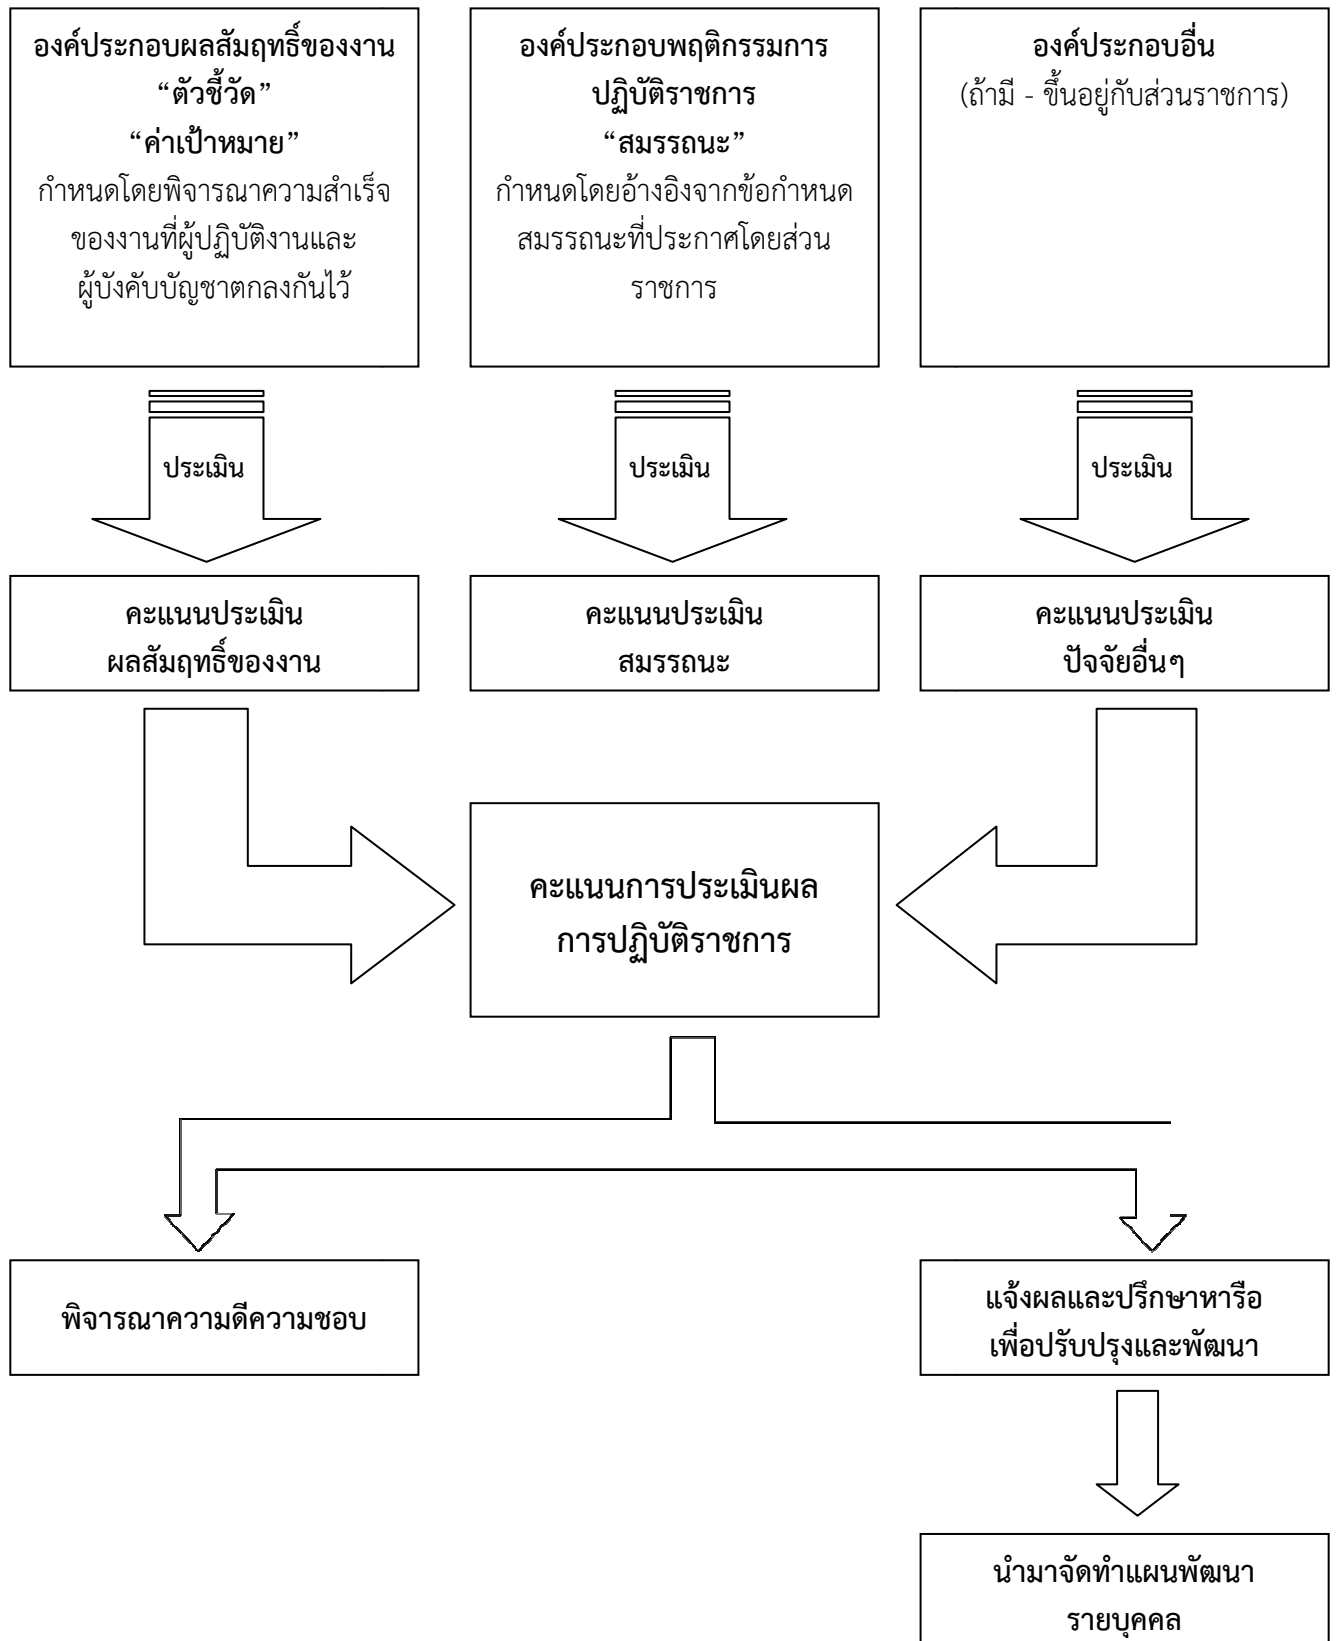 องค์ประกอบผลสัมฤทธิ์ของงาน
“ตัวชี้วัด”
“ค่าเป้าหมาย”
กำหนดโดยพิจารณาความสำเร็จ
ของงานที่ผู้ปฏิบัติงานและ
ผู้บังคับบัญชาตกลงกันไว้
องค์ประกอบพฤติกรรมการ
ปฏิบัติราชการ
“สมรรถนะ”
กำหนดโดยอ้างอิงจากข้อกำหนด
สมรรถนะที่ประกาศโดยส่วน
ราชการ
องค์ประกอบอื่น
(ถ้ามี - ขึ้นอยู่กับส่วนราชการ)
ประเมิน
ประเมิน
ประเมิน
คะแนนประเมิน
ผลสัมฤทธิ์ของงาน
คะแนนประเมิน
สมรรถนะ
คะแนนประเมิน
ปัจจัยอื่นๆ
คะแนนการประเมินผล
การปฏิบัติราชการ
พิจารณาความดีความชอบ
แจ้งผลและปรึกษาหารือ
เพื่อปรับปรุงและพัฒนา
นำมาจัดทำแผนพัฒนา
รายบุคคล